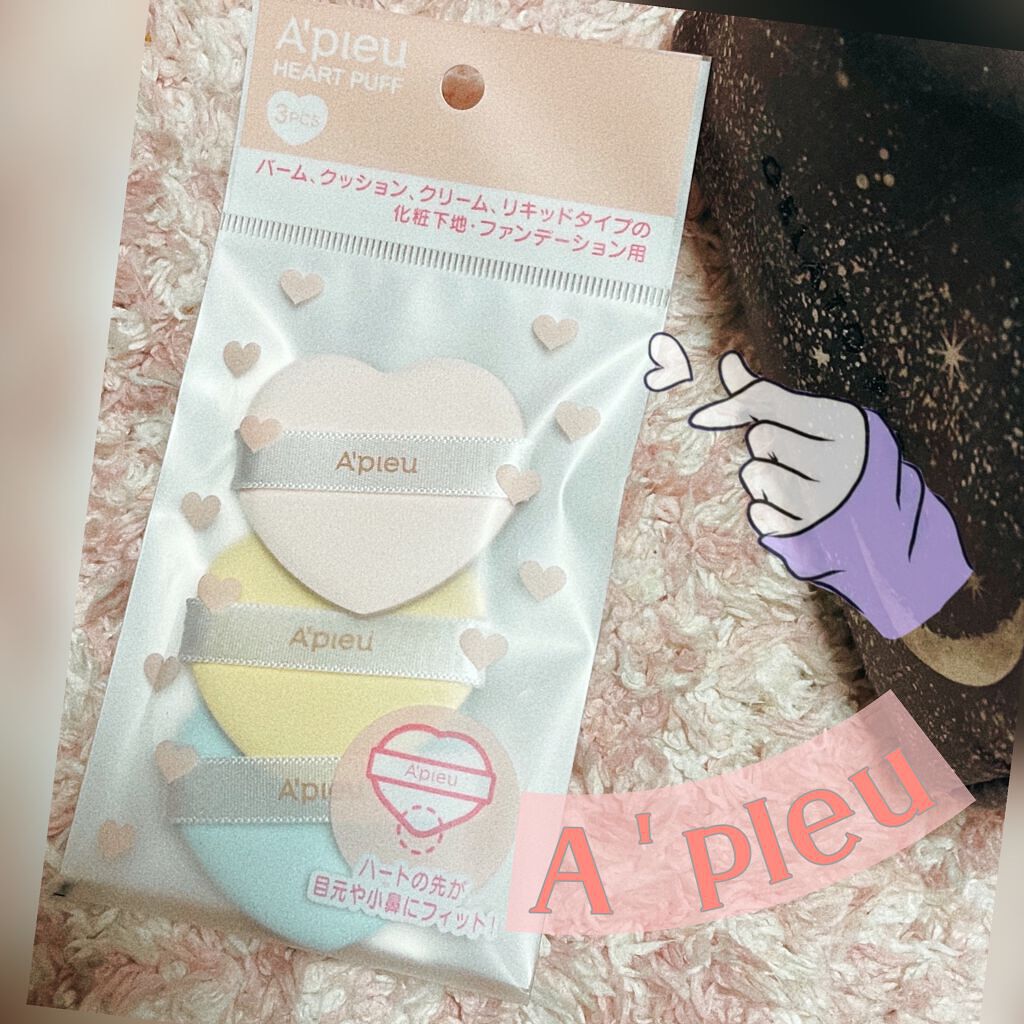 A'pieu
HEART PUFF
3PCS
バーム、クッション、クリーム、リキッドタイプの
化粧下地・ファンデーション用
A'pieu
A'pieu
A'pieu
A'pieu
ハートの先が
目元や小鼻にフィット!
A'pIeu